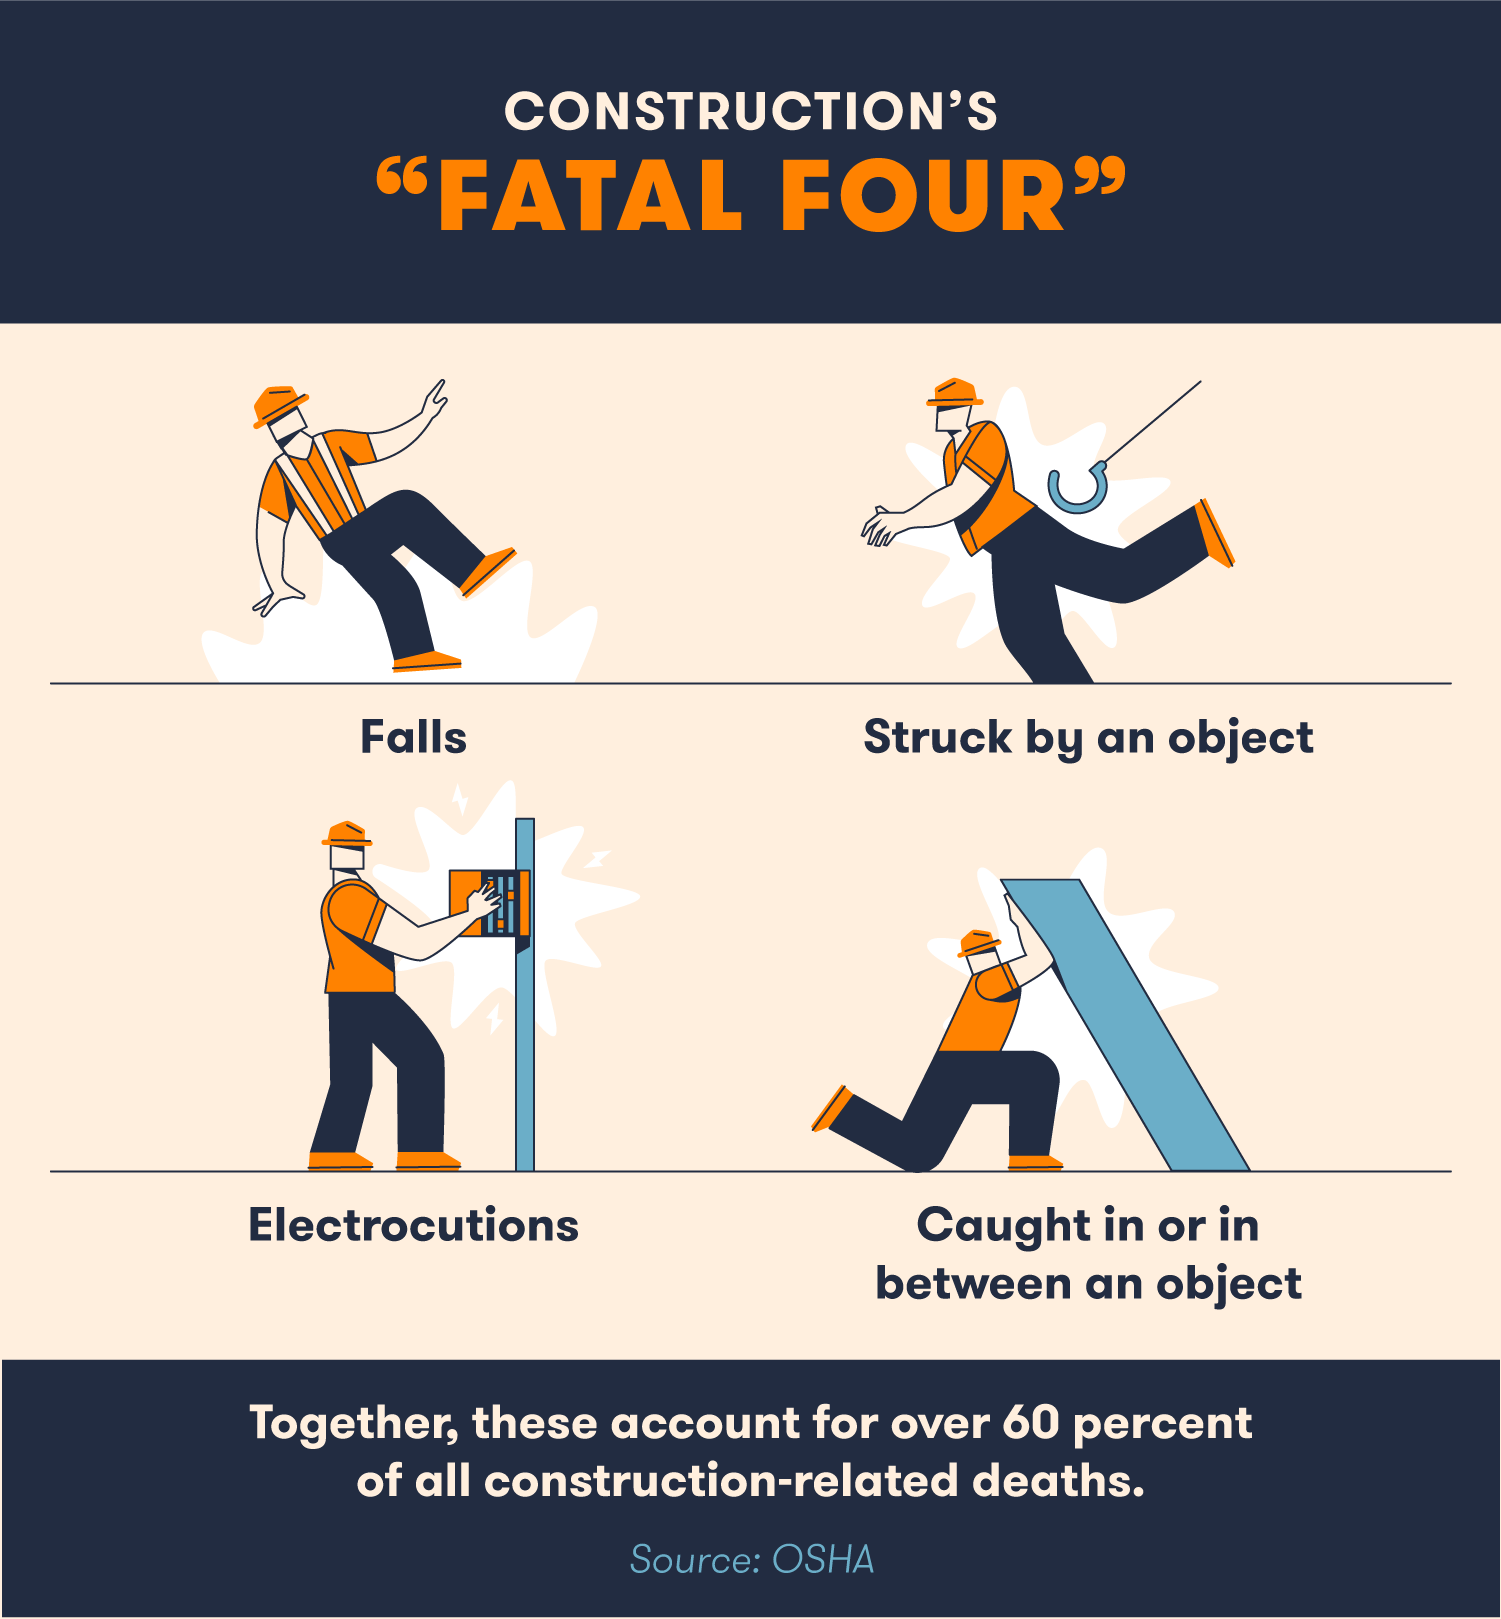 CONSTRUCTION’S
“FATAL FOUR”
Falls
Struck by an object
Electrocutions
Caught in or in
between an object
Together, these account for over 60 percent
of all construction-related deaths.
Source: OSHA